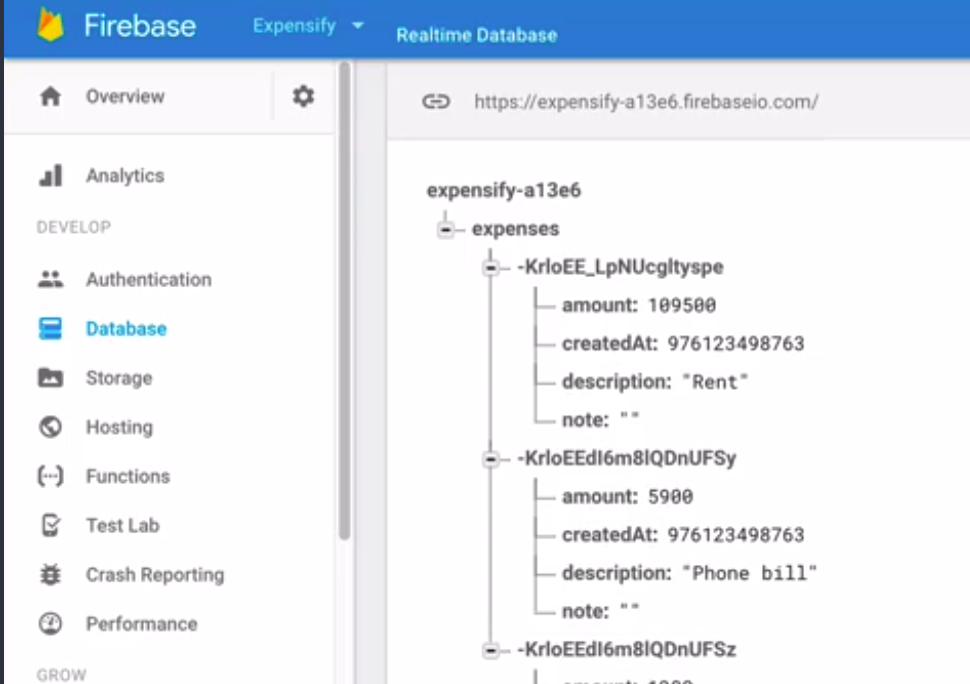 Firebase
Expensify
Realtime Database
Overview
https://expensify-a13e6.firebaseio.com/
Analytics
DEVELOP
Authentication
Database
Storage
Hosting
Functions
Test Lab
Crash Reporting
Performance
GROW
expensify-a13e6
expenses
-KrloEE_LpNUcgltyspe
amount: 109500
createdAt: 976123498763
description: "Rent"
note: ""
-KrloEEdI6m8lQDnUFSy
amount: 5900
createdAt: 976123498763
description: "Phone bill"
note: ""
-KrloEEdI6m8lQDnUFSz